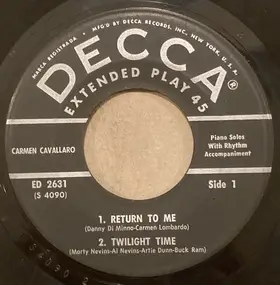 MARCA REGISTRADA • MFD. BY DECCA RECORDS, INC., NEW YORK, U. S. A.
DECCA®
EXTENDED PLAY 45
CARMEN CAVALLARO
Piano Solos
With Rhythm
Accompaniment
ED 2631
(S 4090)
Side 1
1. RETURN TO ME
(Danny Di Minno-Carmen Lombardo)
2. TWILIGHT TIME
(Morty Nevins-Al Nevins-Artie Dunn-Buck Ram)